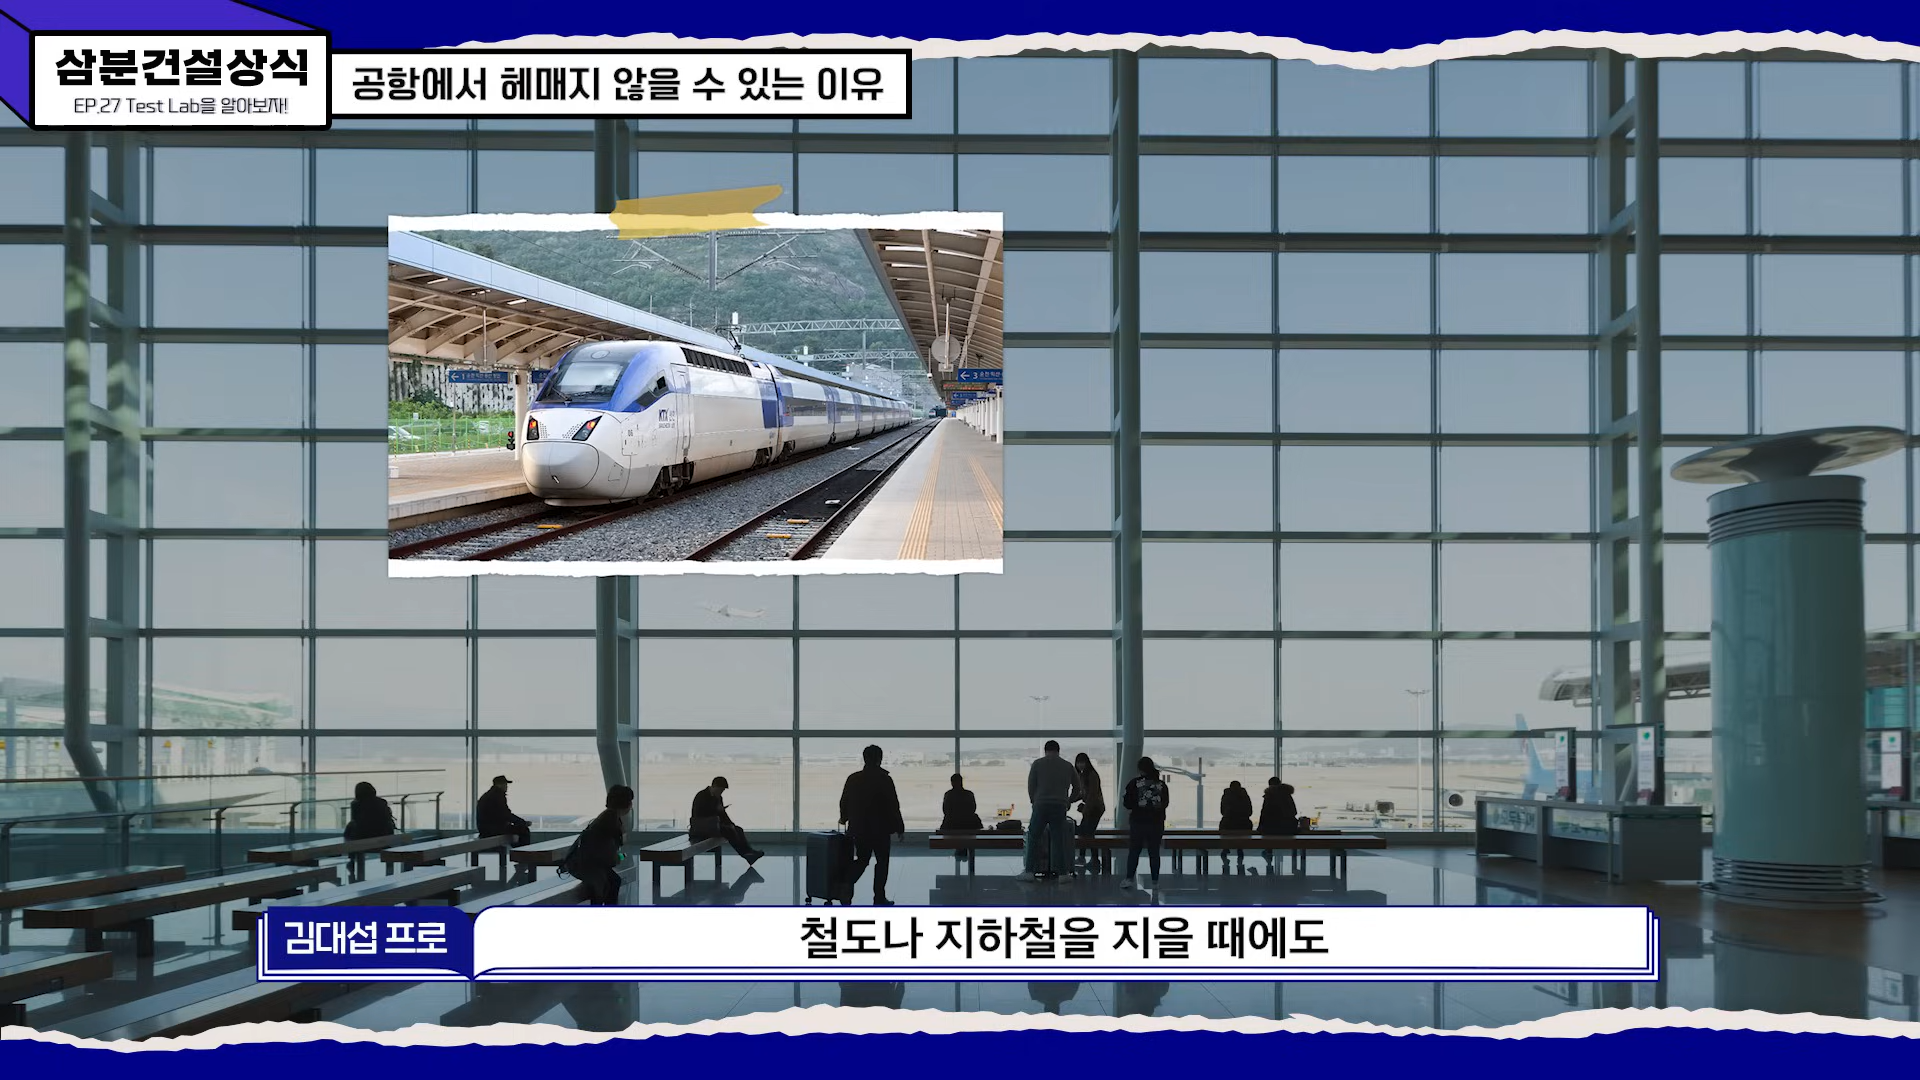 삼분건설상식
EP.27 Test Lab을 알아보자!
공항에서 헤매지 않을 수 있는 이유
KTX
김대섭 프로
철도나 지하철을 지을 때에도